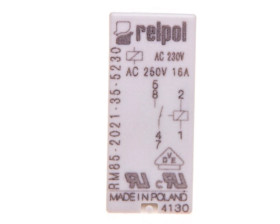 relpol
AC 230V
AC 250V 16A
5
8 2
4 1
7
VDE
MADE IN POLAND
4130
RM85-2021-35-5230